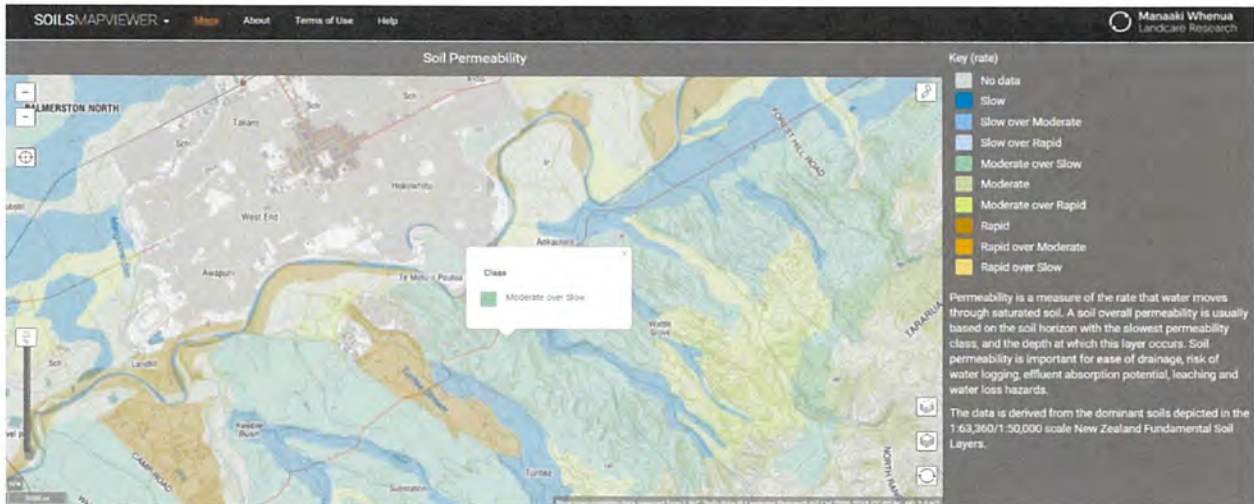 SOILSMAPVIEWER
Maps
About
Terms of Use
Help
Manaaki Whenua
Landcare Research
Soil Permeability
Key (rate)
No data
Slow
Slow over Moderate
Slow over Rapid
Moderate over Slow
Moderate
Moderate over Rapid
Rapid
Rapid over Moderate
Rapid over Slow
Permeability is a measure of the rate that water moves
through saturated soil. A soil overall permeability is usually
based on the soil horizon with the slowest permeability
class, and the depth at which this layer occurs. Soil
permeability is important for ease of drainage, risk of
water logging, effluent absorption potential, leaching and
water loss hazards.
The data is derived from the dominant soils depicted in the
1:63,360/1:50,000 scale New Zealand Fundamental Soil
Layers.
PALMERSTON NORTH
Sch
Sch
Takaro
Sch
Hokowhitu
West End
Awapuni
Aokautere
FOREST HILL ROAD
Class
Moderate over Slow
Wattle
Grove
TARARUA
Sch
Keeble
Bush
CAMP ROAD
Turitea
Substation
NORTH RAN